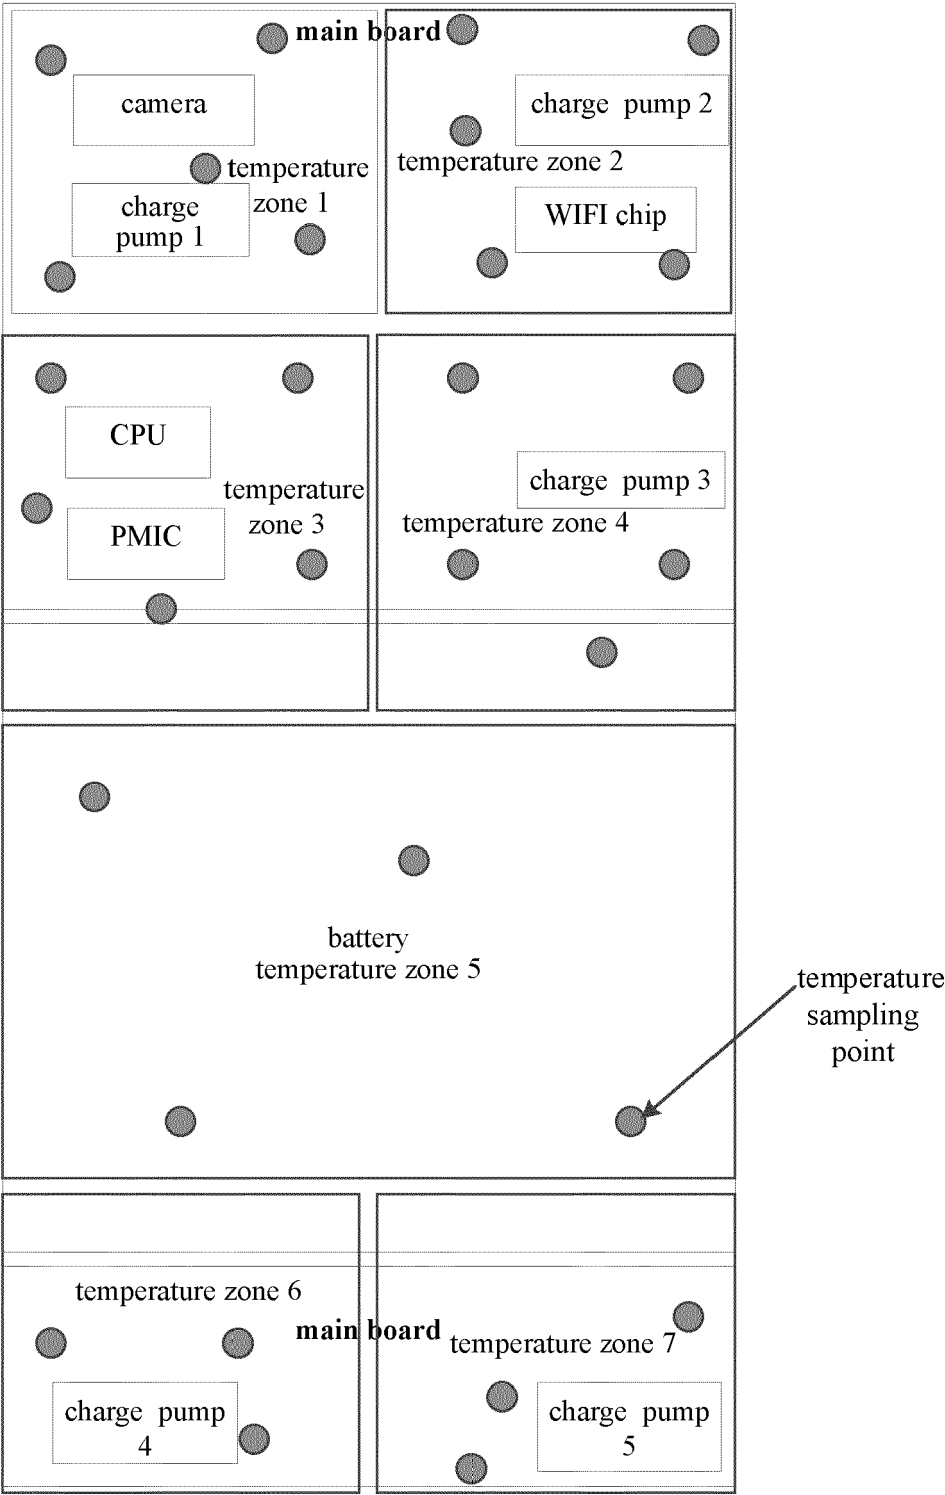 main board
camera
charge pump 2
temperature
zone 1
temperature zone 2
charge
pump 1
WIFI chip
CPU
temperature
zone 3
PMIC
charge pump 3
temperature zone 4
battery
temperature zone 5
temperature
sampling
point
temperature zone 6
main board
temperature zone 7
charge pump
4
charge pump
5